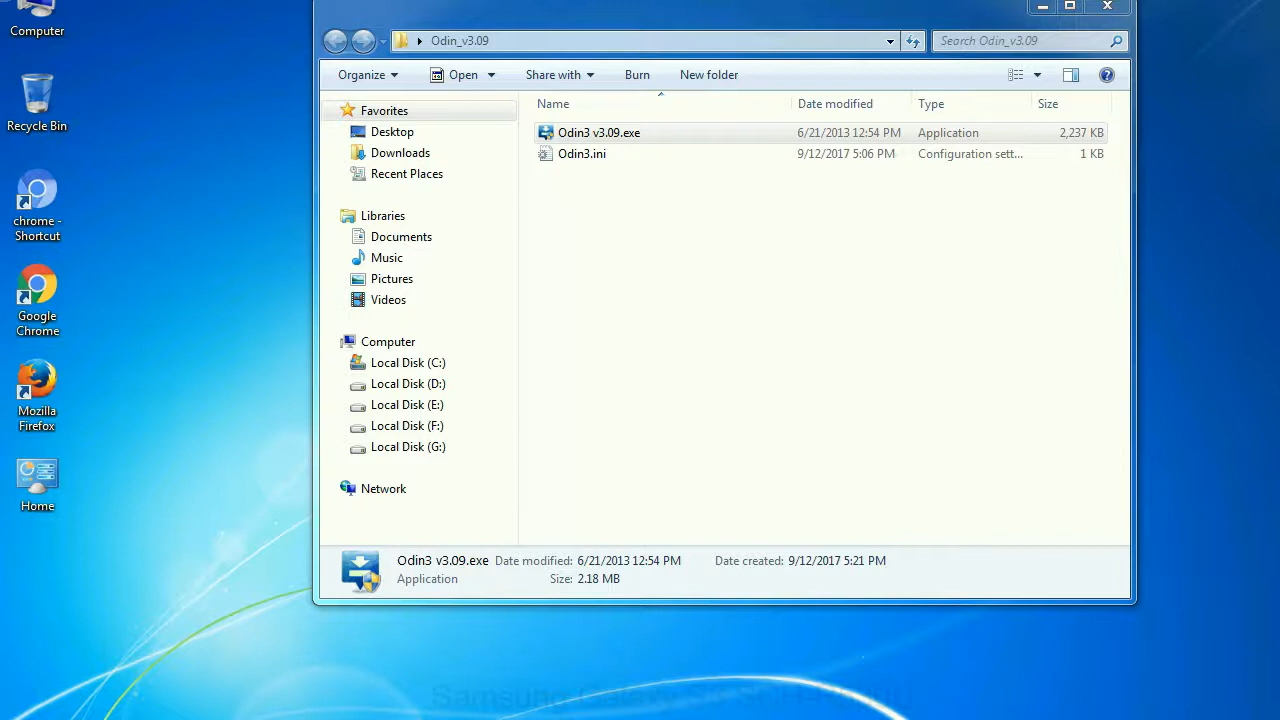 Computer
Recycle Bin
chrome -
Shortcut
Google
Chrome
Mozilla
Firefox
Home
Odin_v3.09
Search Odin_v3.09
Organize
Open
Share with
Burn
New folder
Favorites
Desktop
Downloads
Recent Places
Libraries
Documents
Music
Pictures
Videos
Computer
Local Disk (C:)
Local Disk (D:)
Local Disk (E:)
Local Disk (F:)
Local Disk (G:)
Network
Name Date modified Type Size
Odin3 v3.09.exe 6/21/2013 12:54 PM Application 2,237 KB
Odin3.ini 9/12/2017 5:06 PM Configuration sett... 1 KB
Odin3 v3.09.exe Date modified: 6/21/2013 12:54 PM Date created: 9/12/2017 5:21 PM
Application Size: 2.18 MB
Samsung Galaxy